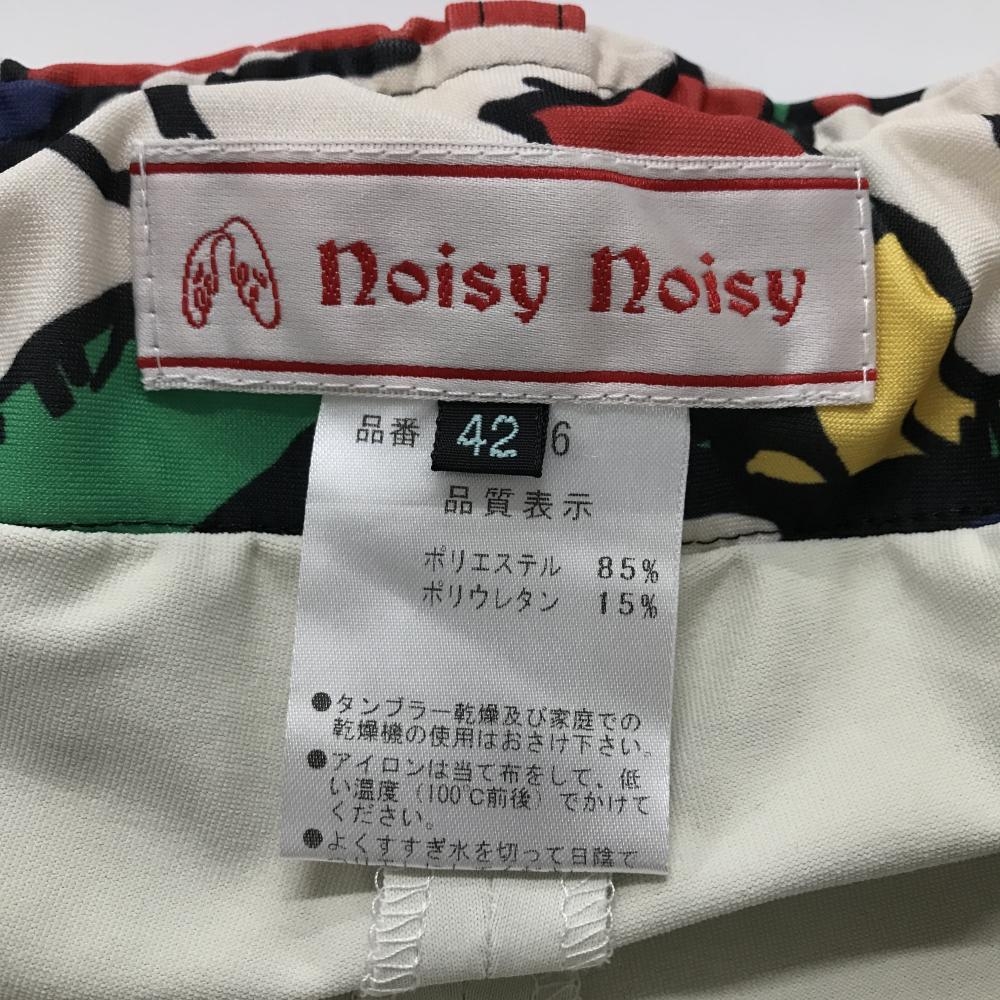 noisy noisy
品番 42 6
品質表示
ポリエステル 85%
ポリウレタン 15%
●タンブラー乾燥及び家庭での
乾燥機の使用はおさけ下さい。
●アイロンは当て布をして、低
い温度(100℃前後)でかけて
ください。
●よくすすぎ水を切って日陰で